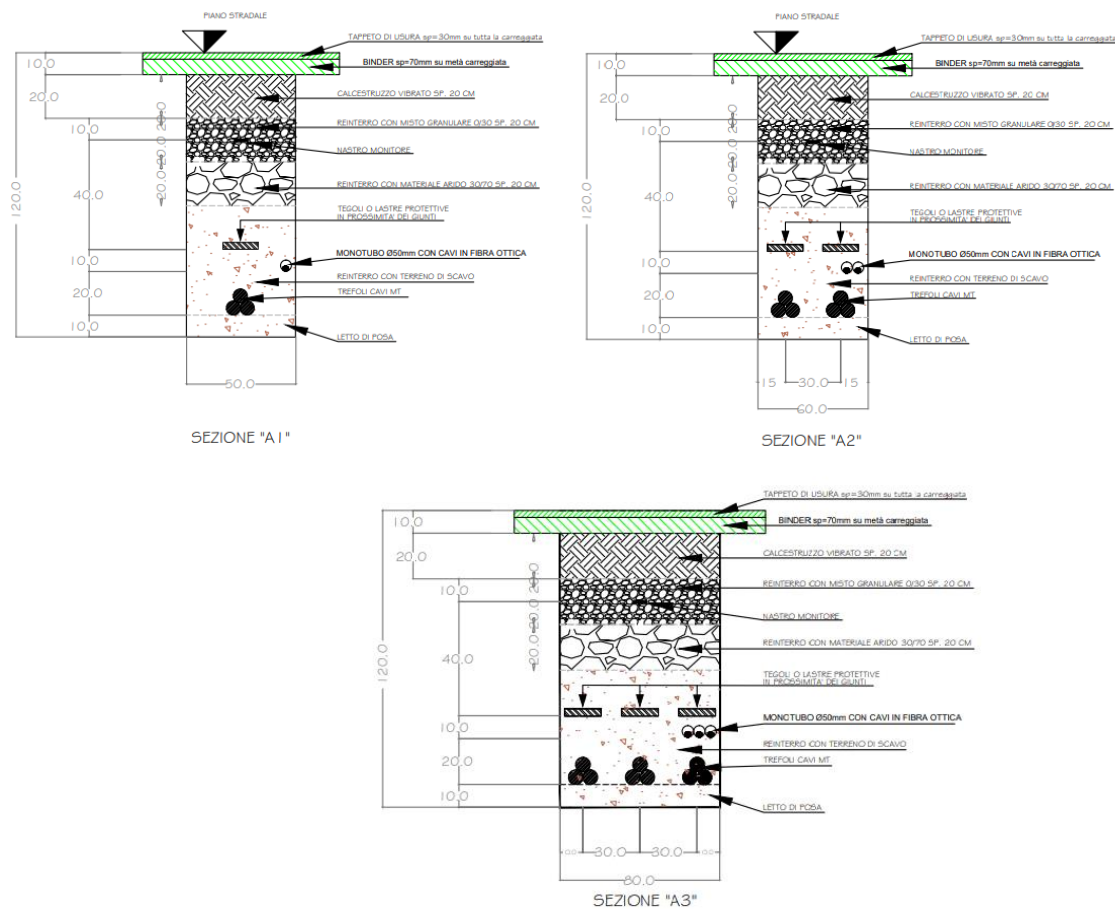 PIANO STRADALE
TAPPETO DI USURA sp=30mm su tutta la carreggiata
BINDER sp=70mm su metà carreggiata
CALCESTRUZZO VIBRATO SP. 20 CM
REINTERRO CON MISTO GRANULARE 0/30 SP. 20 CM
NASTRO MONITORE
REINTERRO CON MATERIALE ARIDO 30/70 SP. 20 CM
TEGOLI O LASTRE PROTETTIVE
IN PROSSIMITA' DEI GIUNTI
MONOTUBO Ø50mm CON CAVI IN FIBRA OTTICA
REINTERRO CON TERRENO DI SCAVO
TREFOLI CAVI MT
LETTO DI POSA
10.0
20.0
120.0
10.0
40.0
10.0
20.0
10.0
20.0
20.0
20.0
50.0
SEZIONE "A1"
PIANO STRADALE
TAPPETO DI USURA sp=30mm su tutta la carreggiata
BINDER sp=70mm su metà carreggiata
CALCESTRUZZO VIBRATO SP. 20 CM
REINTERRO CON MISTO GRANULARE 0/30 SP. 20 CM
NASTRO MONITORE
REINTERRO CON MATERIALE ARIDO 30/70 SP. 20 CM
TEGOLI O LASTRE PROTETTIVE
IN PROSSIMITA' DEI GIUNTI
MONOTUBO Ø50mm CON CAVI IN FIBRA OTTICA
REINTERRO CON TERRENO DI SCAVO
TREFOLI CAVI MT
LETTO DI POSA
10.0
20.0
120.0
10.0
40.0
10.0
20.0
10.0
20.0
20.0
20.0
15 30.0 15
60.0
SEZIONE "A2"
TAPPETO DI USURA sp=30mm su tutta la carreggiata
BINDER sp=70mm su metà carreggiata
CALCESTRUZZO VIBRATO SP. 20 CM
REINTERRO CON MISTO GRANULARE 0/30 SP. 20 CM
NASTRO MONITORE
REINTERRO CON MATERIALE ARIDO 30/70 SP. 20 CM
TEGOLI O LASTRE PROTETTIVE
IN PROSSIMITA' DEI GIUNTI
MONOTUBO Ø50mm CON CAVI IN FIBRA OTTICA
REINTERRO CON TERRENO DI SCAVO
TREFOLI CAVI MT
LETTO DI POSA
10.0
20.0
120.0
10.0
40.0
10.0
20.0
10.0
20.0
20.0
20.0
30.0 30.0
80.0
SEZIONE "A3"